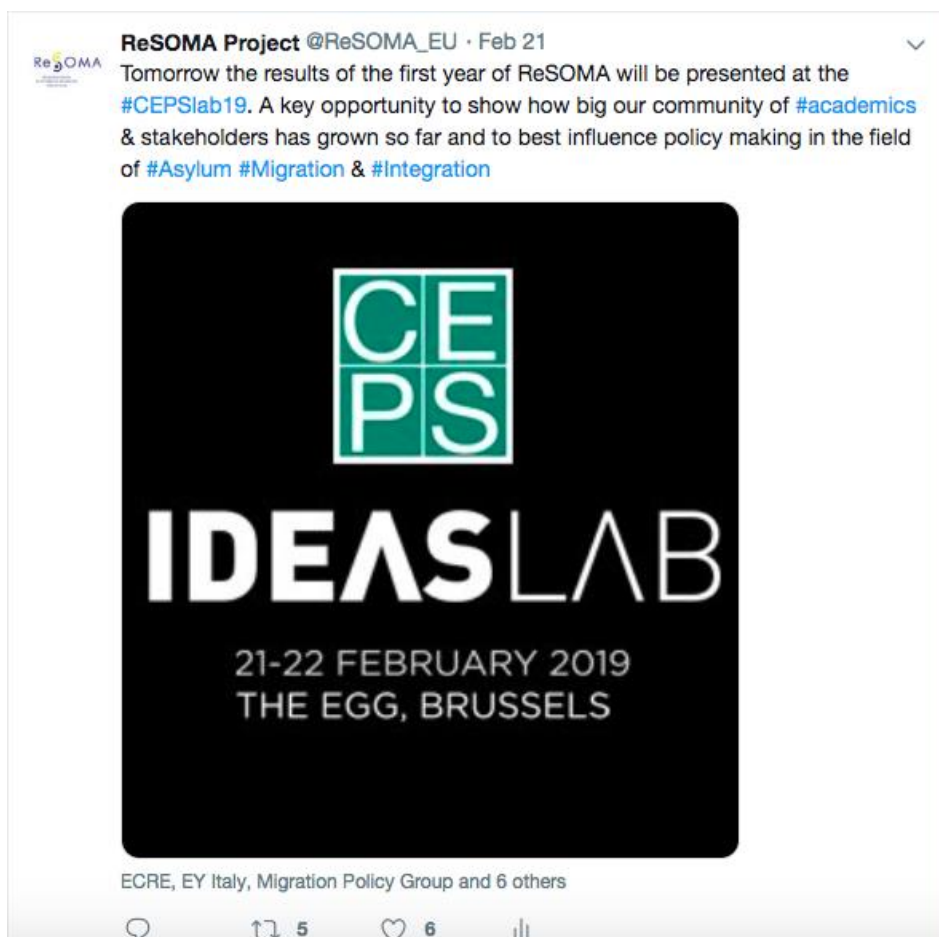 ReSOMA Project @ReSOMA_EU · Feb 21
ReSOMA
Tomorrow the results of the first year of ReSOMA will be presented at the
#CEPSlab19. A key opportunity to show how big our community of #academics
& stakeholders has grown so far and to best influence policy making in the field
of #Asylum #Migration & #Integration
CE
PS
IDEASLAB
21-22 FEBRUARY 2019
THE EGG, BRUSSELS
ECRE, EY Italy, Migration Policy Group and 6 others
5 6